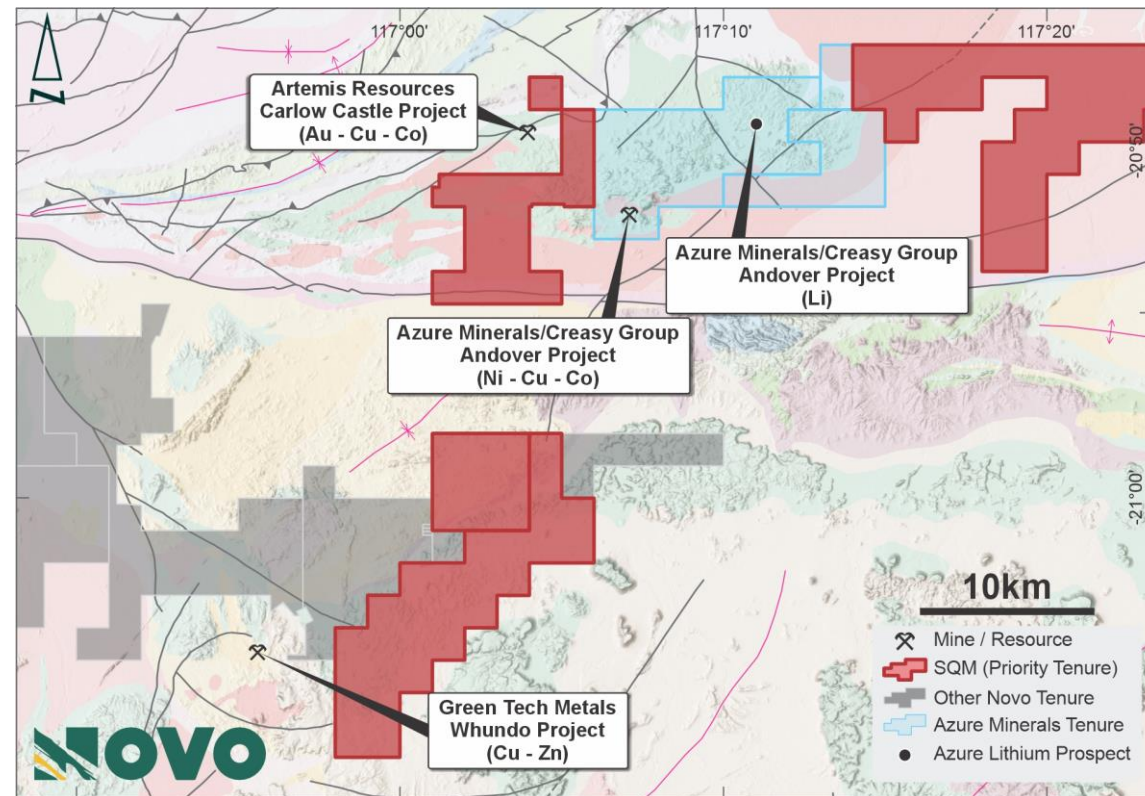 117°00'
117°10'
117°20'
Z
Artemis Resources
Carlow Castle Project
(Au - Cu - Co)
-20°50'
Azure Minerals/Creasy Group
Andover Project
(Li)
Azure Minerals/Creasy Group
Andover Project
(Ni - Cu - Co)
-21°00'
10km
Mine / Resource
SQM (Priority Tenure)
Other Novo Tenure
Azure Minerals Tenure
Azure Lithium Prospect
Green Tech Metals
Whundo Project
(Cu - Zn)
NOVO